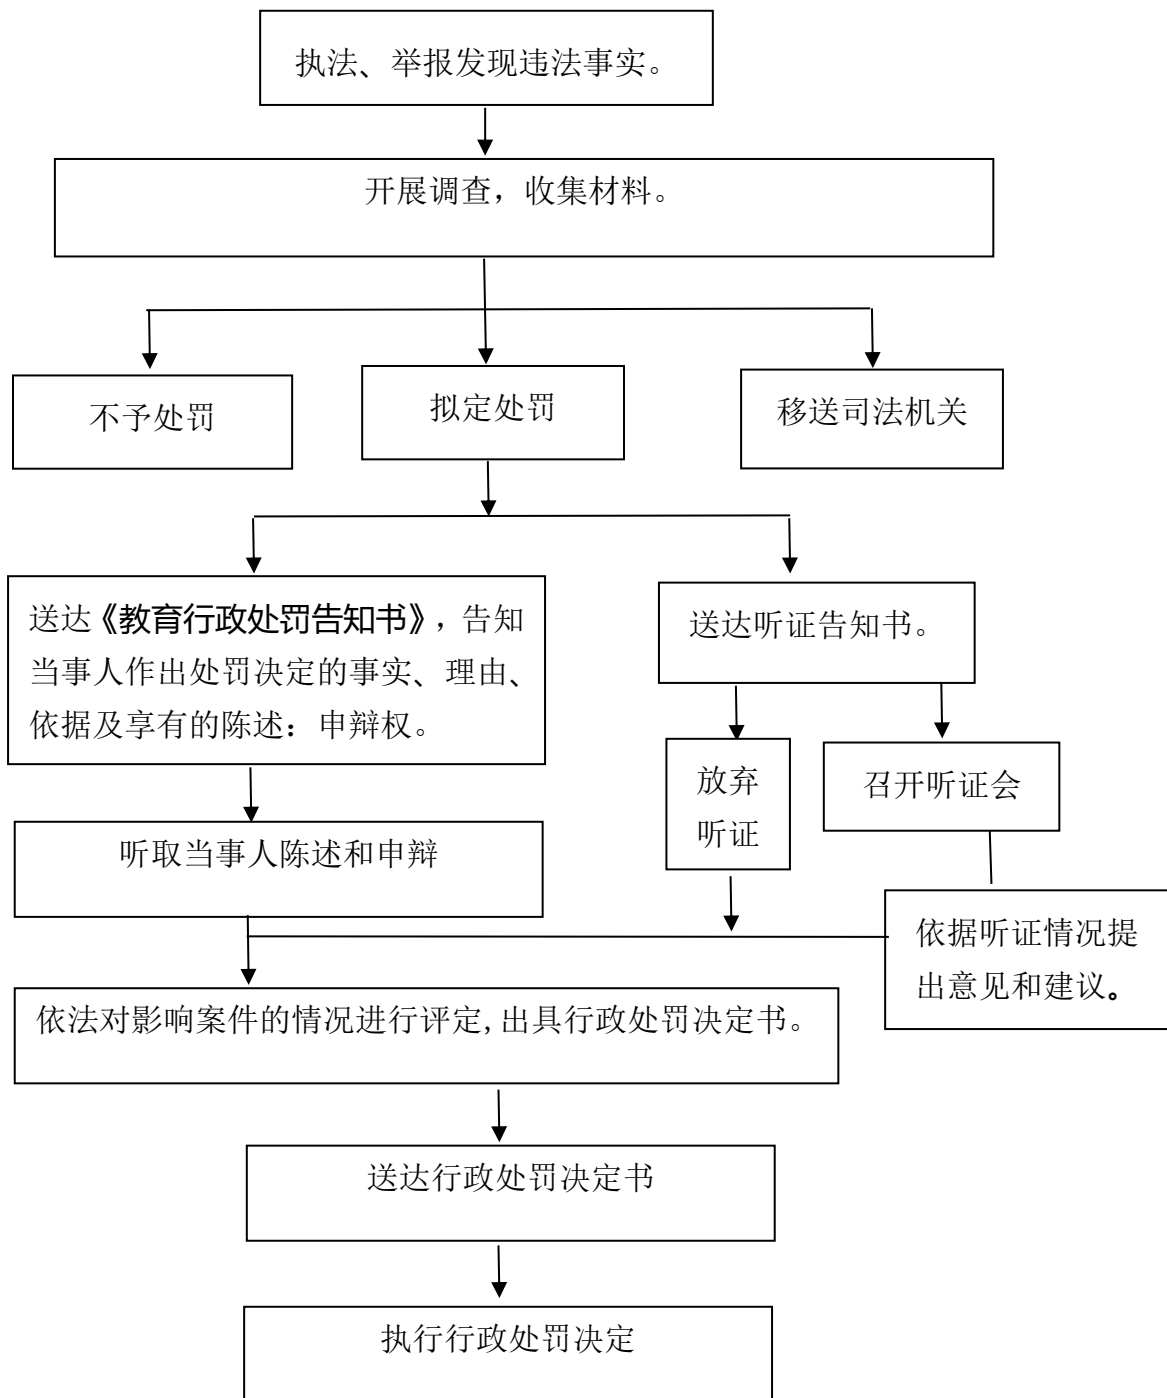 执法、举报发现违法事实。
开展调查，收集材料。
不予处罚
拟定处罚
移送司法机关
送达《教育行政处罚告知书》，告知
当事人作出处罚决定的事实、理由、
依据及享有的陈述：申辩权。
送达听证告知书。
放弃
听证
召开听证会
听取当事人陈述和申辩
依据听证情况提
出意见和建议。
依法对影响案件的情况进行评定,出具行政处罚决定书。
送达行政处罚决定书
执行行政处罚决定